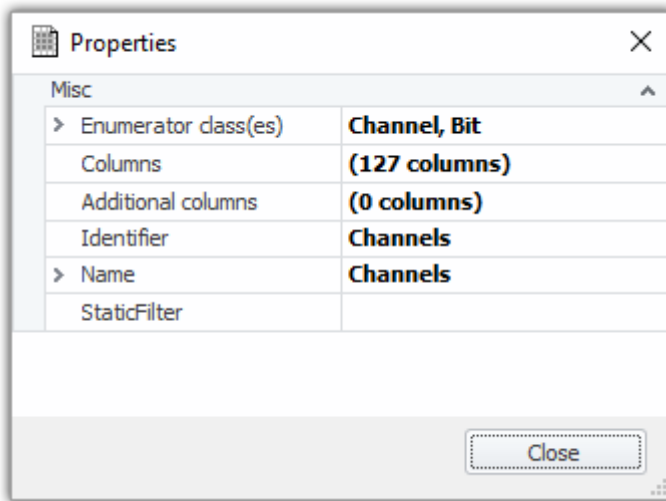 Properties
Misc
Enumerator class(es) Channel, Bit
Columns (127 columns)
Additional columns (0 columns)
Identifier Channels
Name Channels
StaticFilter
Close